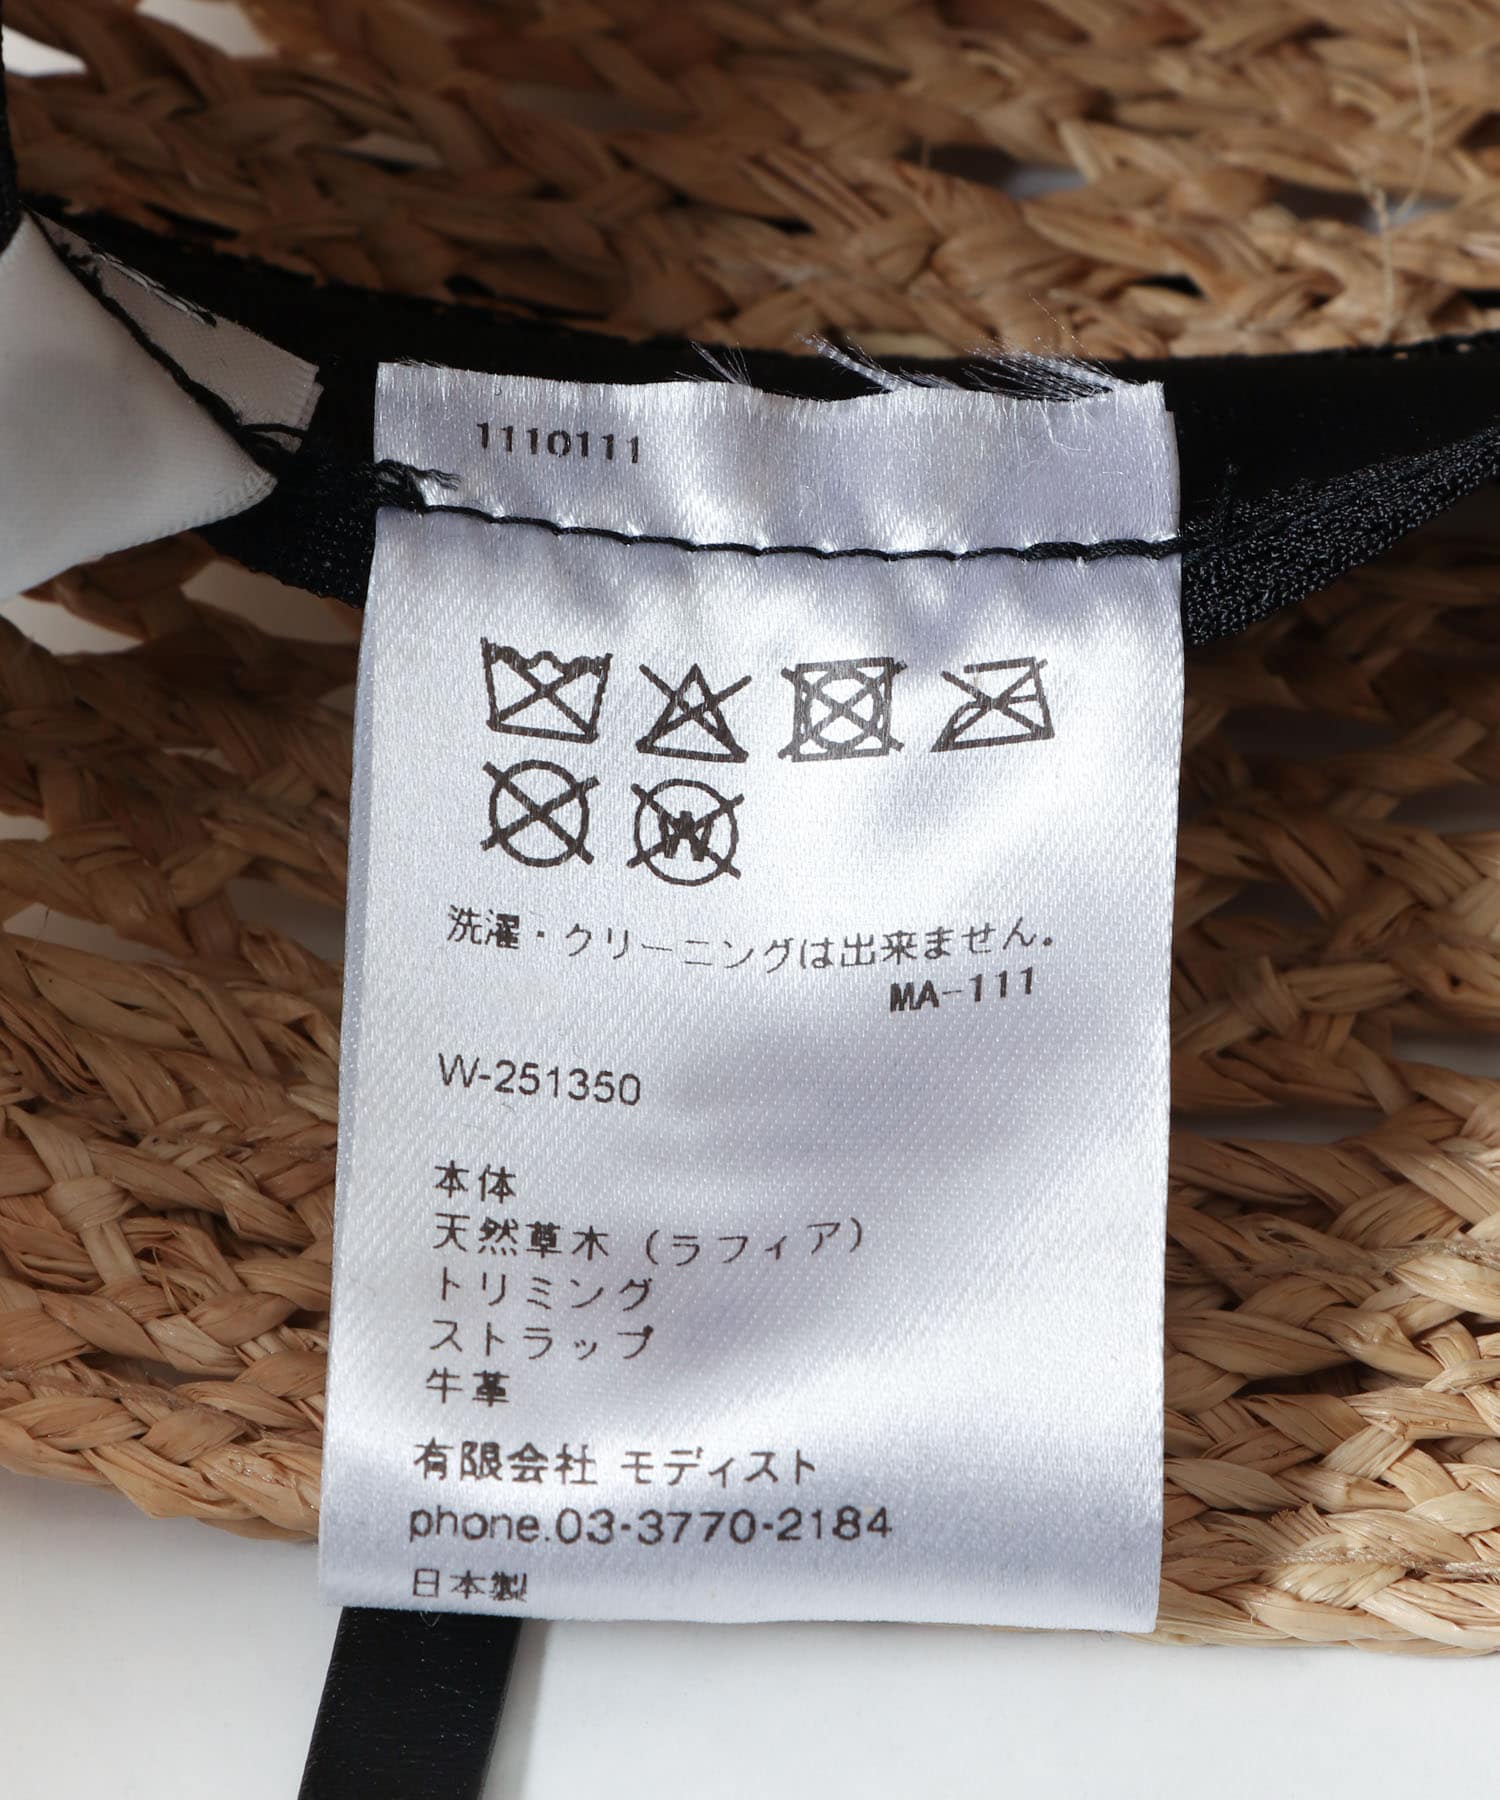 1110111
W
洗濯・クリーニングは出来ません。
MA-111
W-251350
本体
天然草木（ラフィア）
トリミング
ストラップ
牛革
有限会社 モディスト
phone.03-3770-2184
日本製